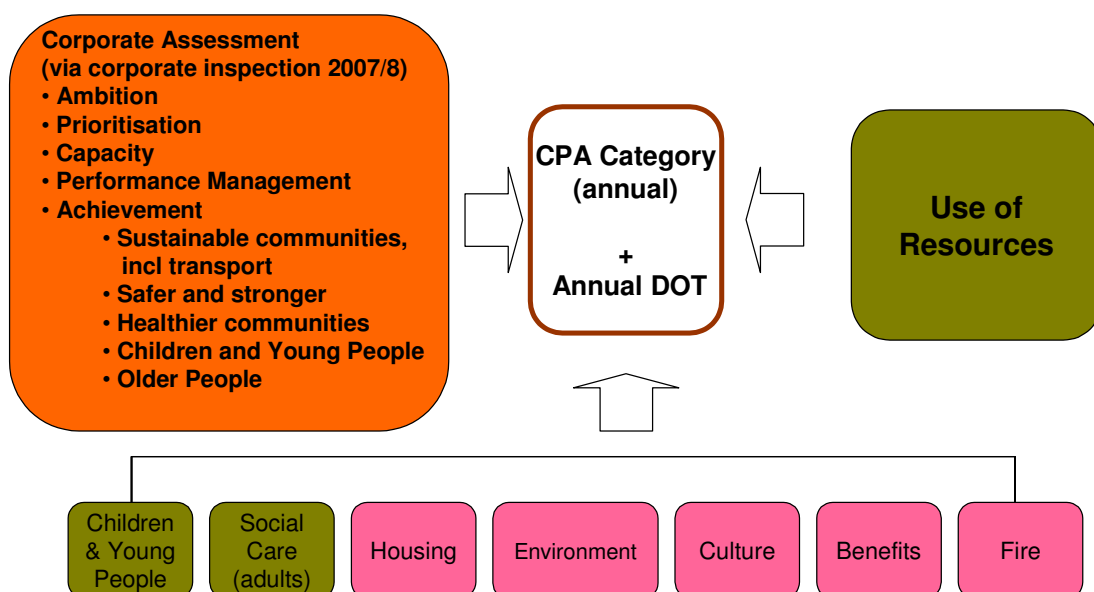 Corporate Assessment
(via corporate inspection 2007/8)
• Ambition
• Prioritisation
• Capacity
• Performance Management
• Achievement
• Sustainable communities,
incl transport
• Safer and stronger
• Healthier communities
• Children and Young People
• Older People
CPA Category
(annual)
+
Annual DOT
Use of
Resources
Children
& Young
People
Social
Care
(adults)
Housing
Environment
Culture
Benefits
Fire